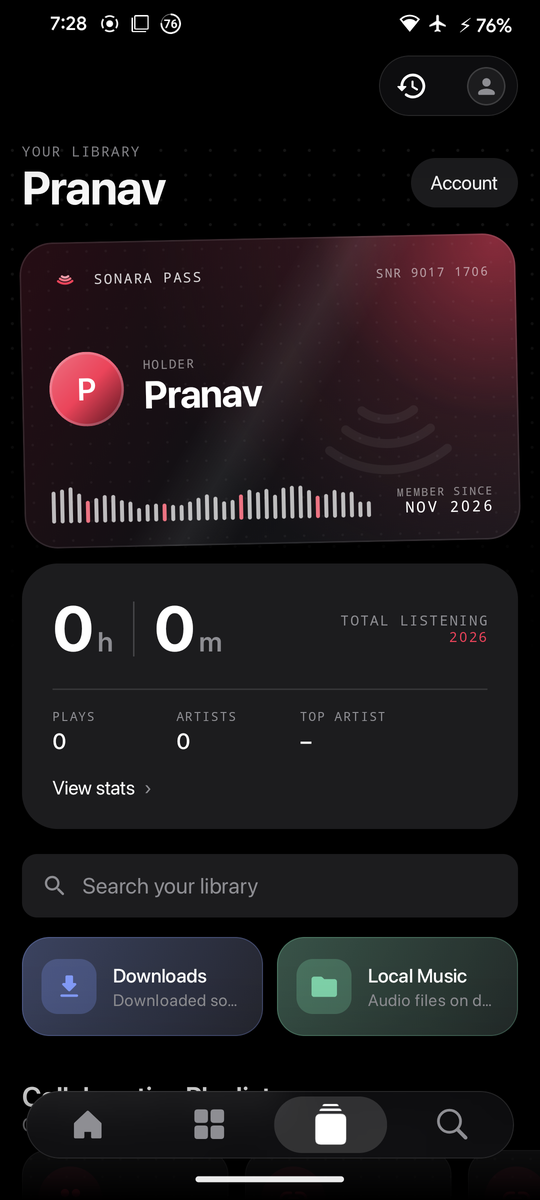 7:28
76
76%
YOUR LIBRARY
Pranav
Account
SONARA PASS
SNR 9017 1706
P
HOLDER
Pranav
MEMBER SINCE
NOV 2026
0h 0m
TOTAL LISTENING
2026
PLAYS ARTISTS TOP ARTIST
0 0 –
View stats ›
Search your library
Downloads
Downloaded so…
Local Music
Audio files on d…